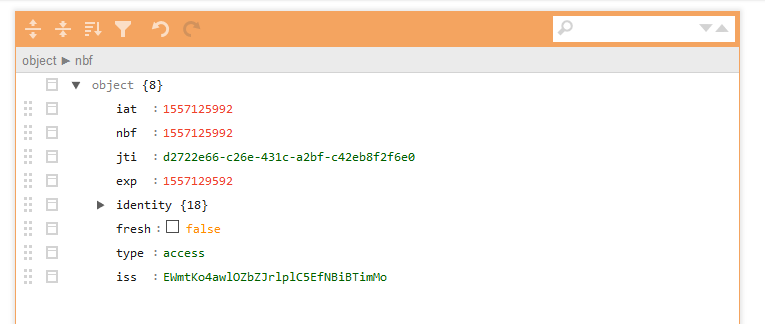 object ▶ nbf
▼ object {8}
iat : 1557125992
nbf : 1557125992
jti : d2722e66-c26e-431c-a2bf-c42eb8f2f6e0
exp : 1557129592
▶ identity {18}
fresh : false
type : access
iss : EWmtKo4awlOZbZJrlplC5EfNBiBTimMo